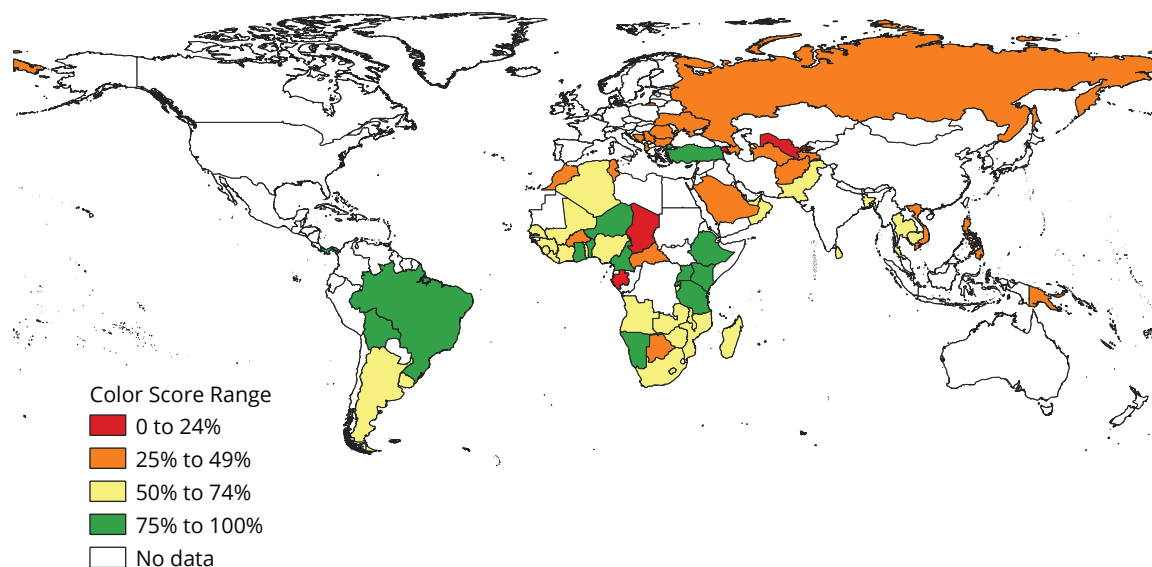 Color Score Range
0 to 24%
25% to 49%
50% to 74%
75% to 100%
No data